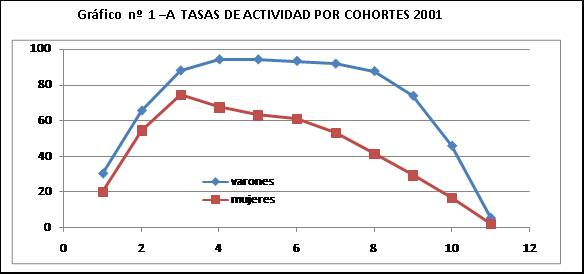 Gráfico nº 1 –A TASAS DE ACTIVIDAD POR COHORTES 2001
100
80
60
40
20
0
varones
mujeres
0 2 4 6 8 10 12